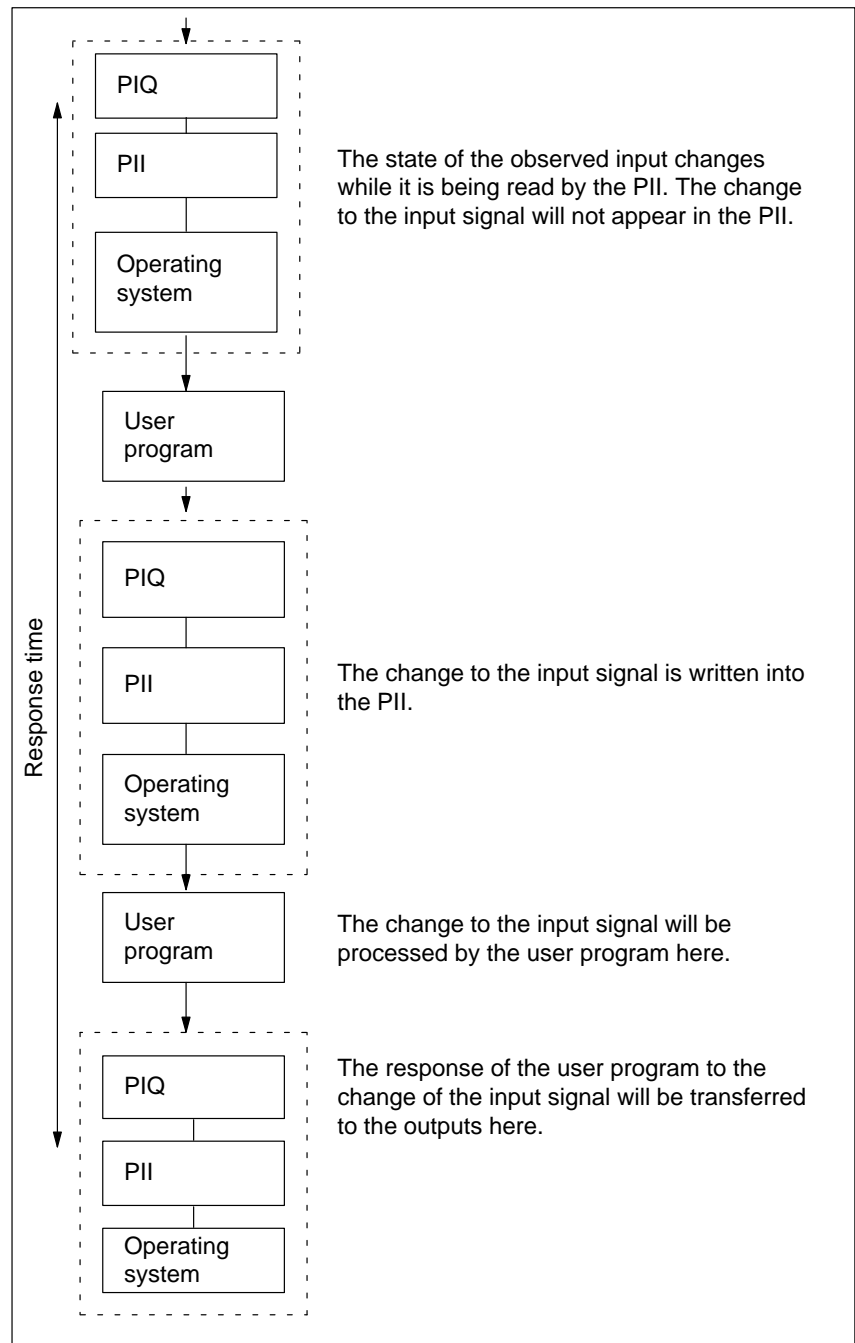 PIQ
PII
The state of the observed input changes
while it is being read by the PII. The change
to the input signal will not appear in the PII.
Operating
system
User
program
PIQ
Response time
PII
The change to the input signal is written into
the PII.
Operating
system
User
program
The change to the input signal will be
processed by the user program here.
PIQ
The response of the user program to the
change of the input signal will be transferred
to the outputs here.
PII
Operating
system